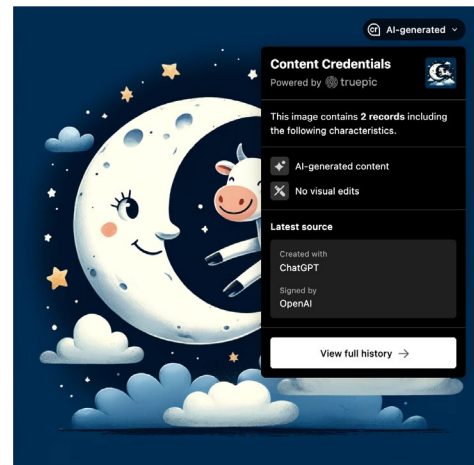 cr AI-generated
Content Credentials
Powered by truepic
This image contains 2 records including
the following characteristics.
AI-generated content
No visual edits
Latest source
Created with
ChatGPT
Signed by
OpenAI
View full history →